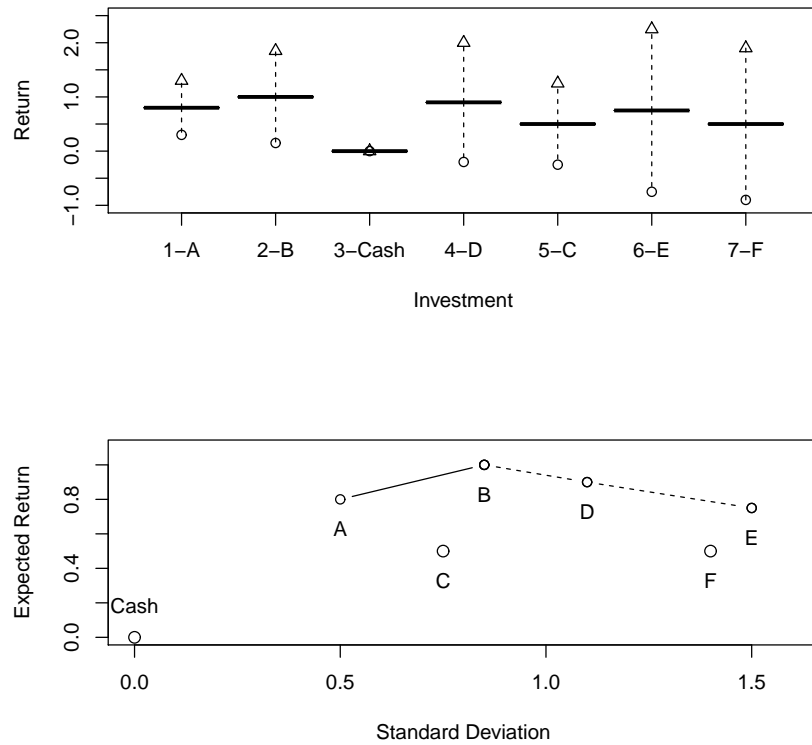 Return
2.0
1.0
0.0
−1.0
1−A 2−B 3−Cash 4−D 5−C 6−E 7−F
Investment
Expected Return
0.8
0.4
0.0
B
A D
E
C F
Cash
0.0 0.5 1.0 1.5
Standard Deviation